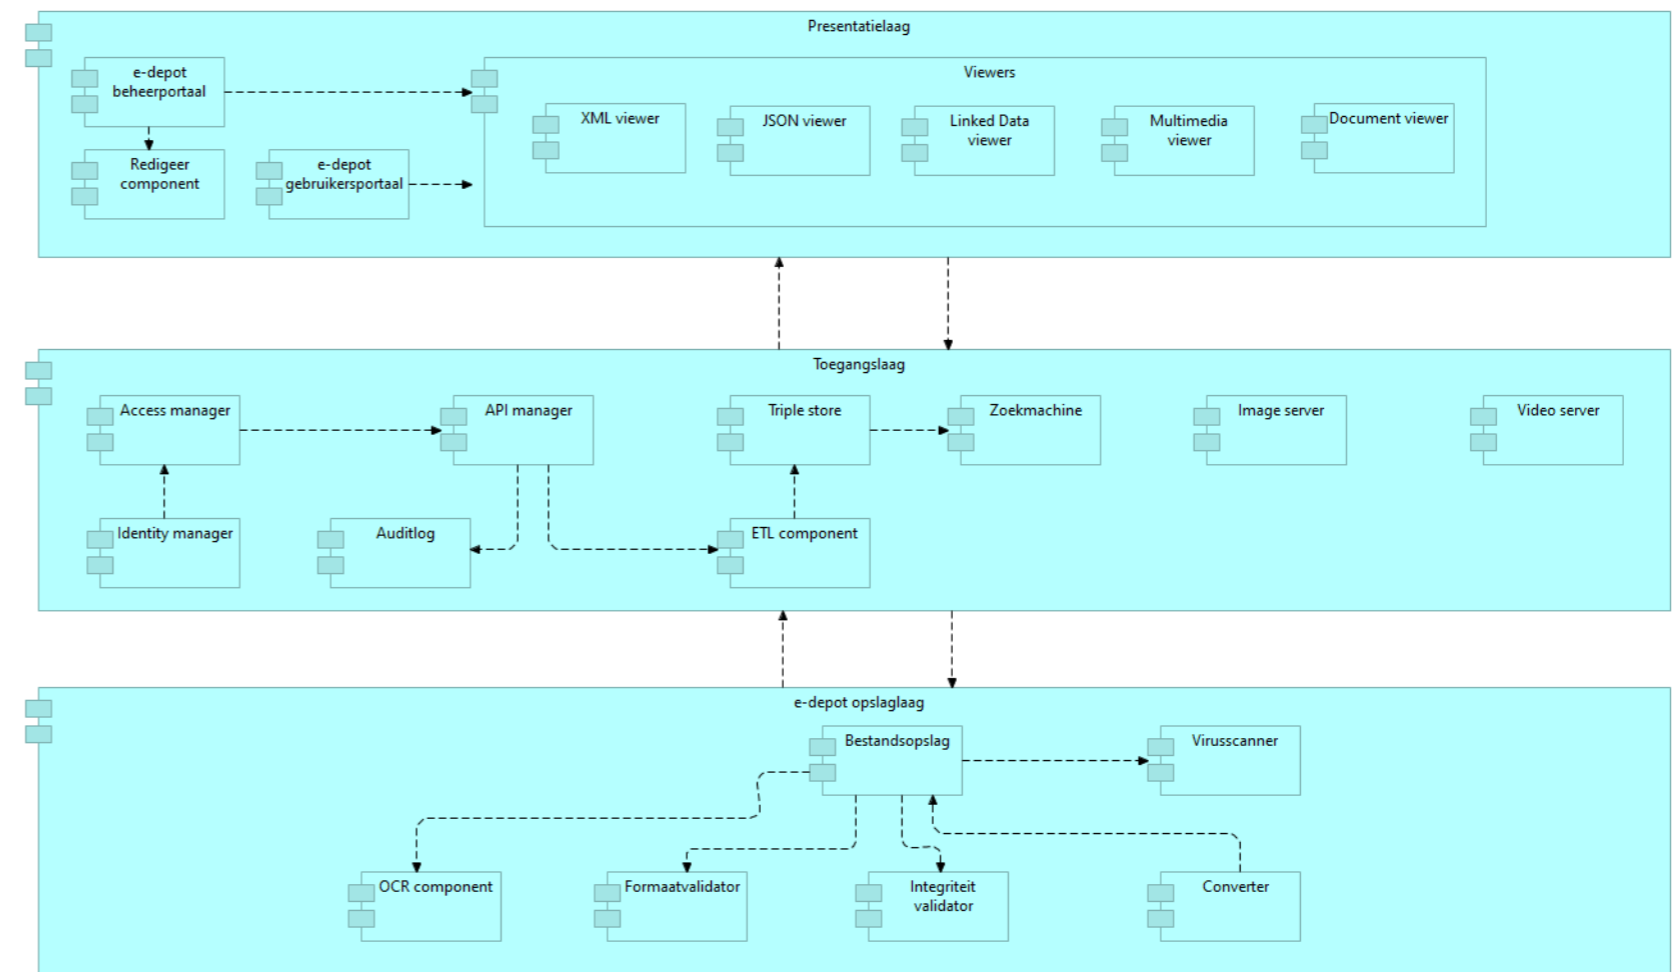 Presentatielaag
e-depot
beheerportaal
Viewers
XML viewer
JSON viewer
Linked Data
viewer
Multimedia
viewer
Document viewer
Redigeer
component
e-depot
gebruikersportaal
Toegangslaag
Access manager
API manager
Triple store
Zoekmachine
Image server
Video server
Identity manager
Auditlog
ETL component
e-depot opslaglaag
Bestandsopslag
Virusscanner
OCR component
Formaatvalidator
Integriteit
validator
Converter